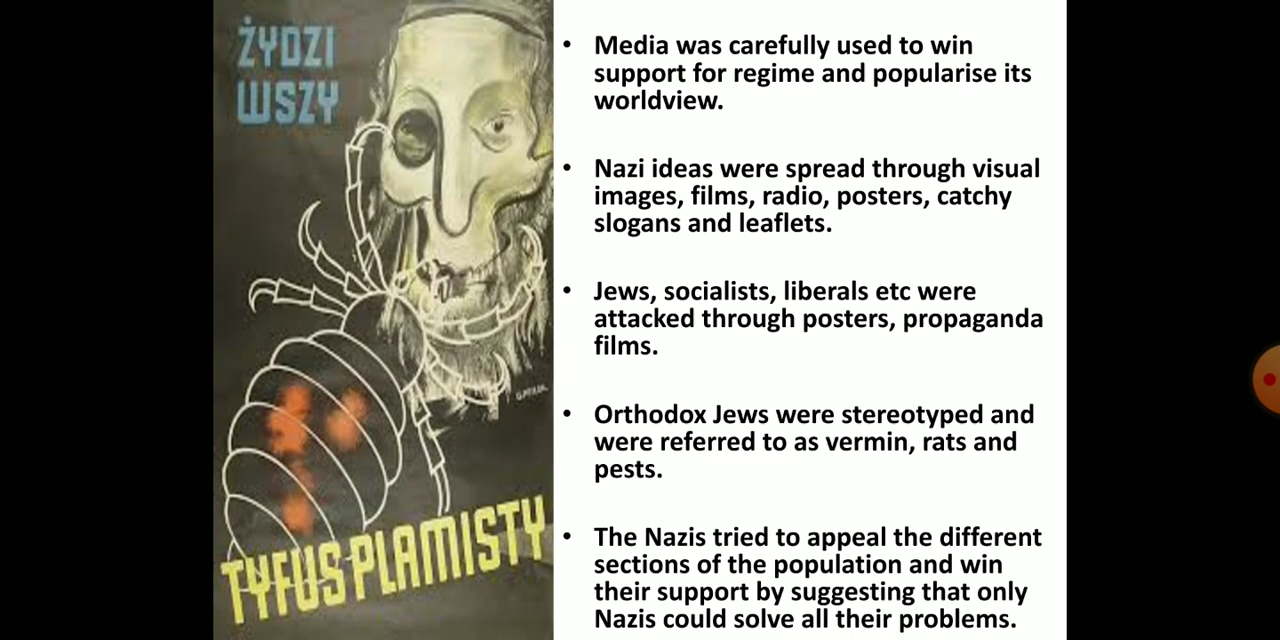 ŻYDZI
WSZY
TYFUS PLAMISTY
• Media was carefully used to win
support for regime and popularise its
worldview.
• Nazi ideas were spread through visual
images, films, radio, posters, catchy
slogans and leaflets.
• Jews, socialists, liberals etc were
attacked through posters, propaganda
films.
• Orthodox Jews were stereotyped and
were referred to as vermin, rats and
pests.
• The Nazis tried to appeal the different
sections of the population and win
their support by suggesting that only
Nazis could solve all their problems.